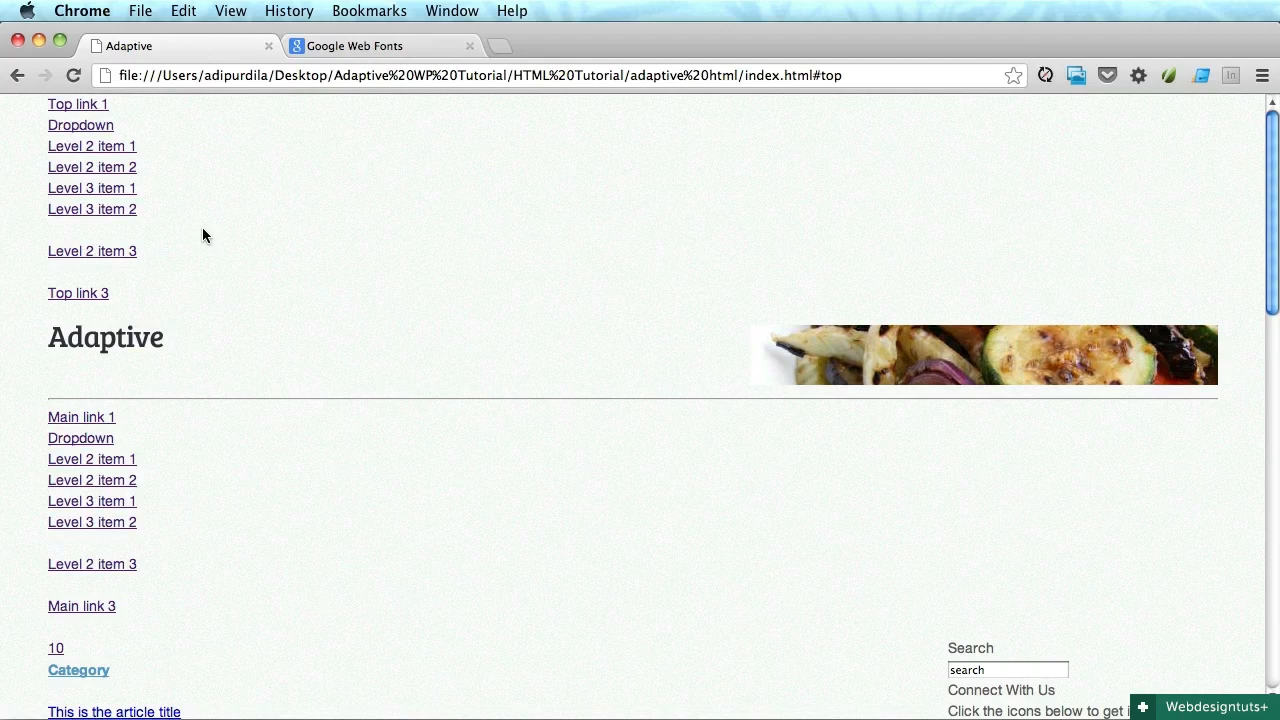 Chrome File Edit View History Bookmarks Window Help
Adaptive
Google Web Fonts
file:///Users/adipurdila/Desktop/Adaptive%20WP%20Tutorial/HTML%20Tutorial/adaptive%20html/index.html#top
In
Top link 1
Dropdown
Level 2 item 1
Level 2 item 2
Level 3 item 1
Level 3 item 2
Level 2 item 3
Top link 3
Adaptive
Main link 1
Dropdown
Level 2 item 1
Level 2 item 2
Level 3 item 1
Level 3 item 2
Level 2 item 3
Main link 3
10
Category
This is the article title
Search
search
Connect With Us
Click the icons below to get i
Webdesigntuts+